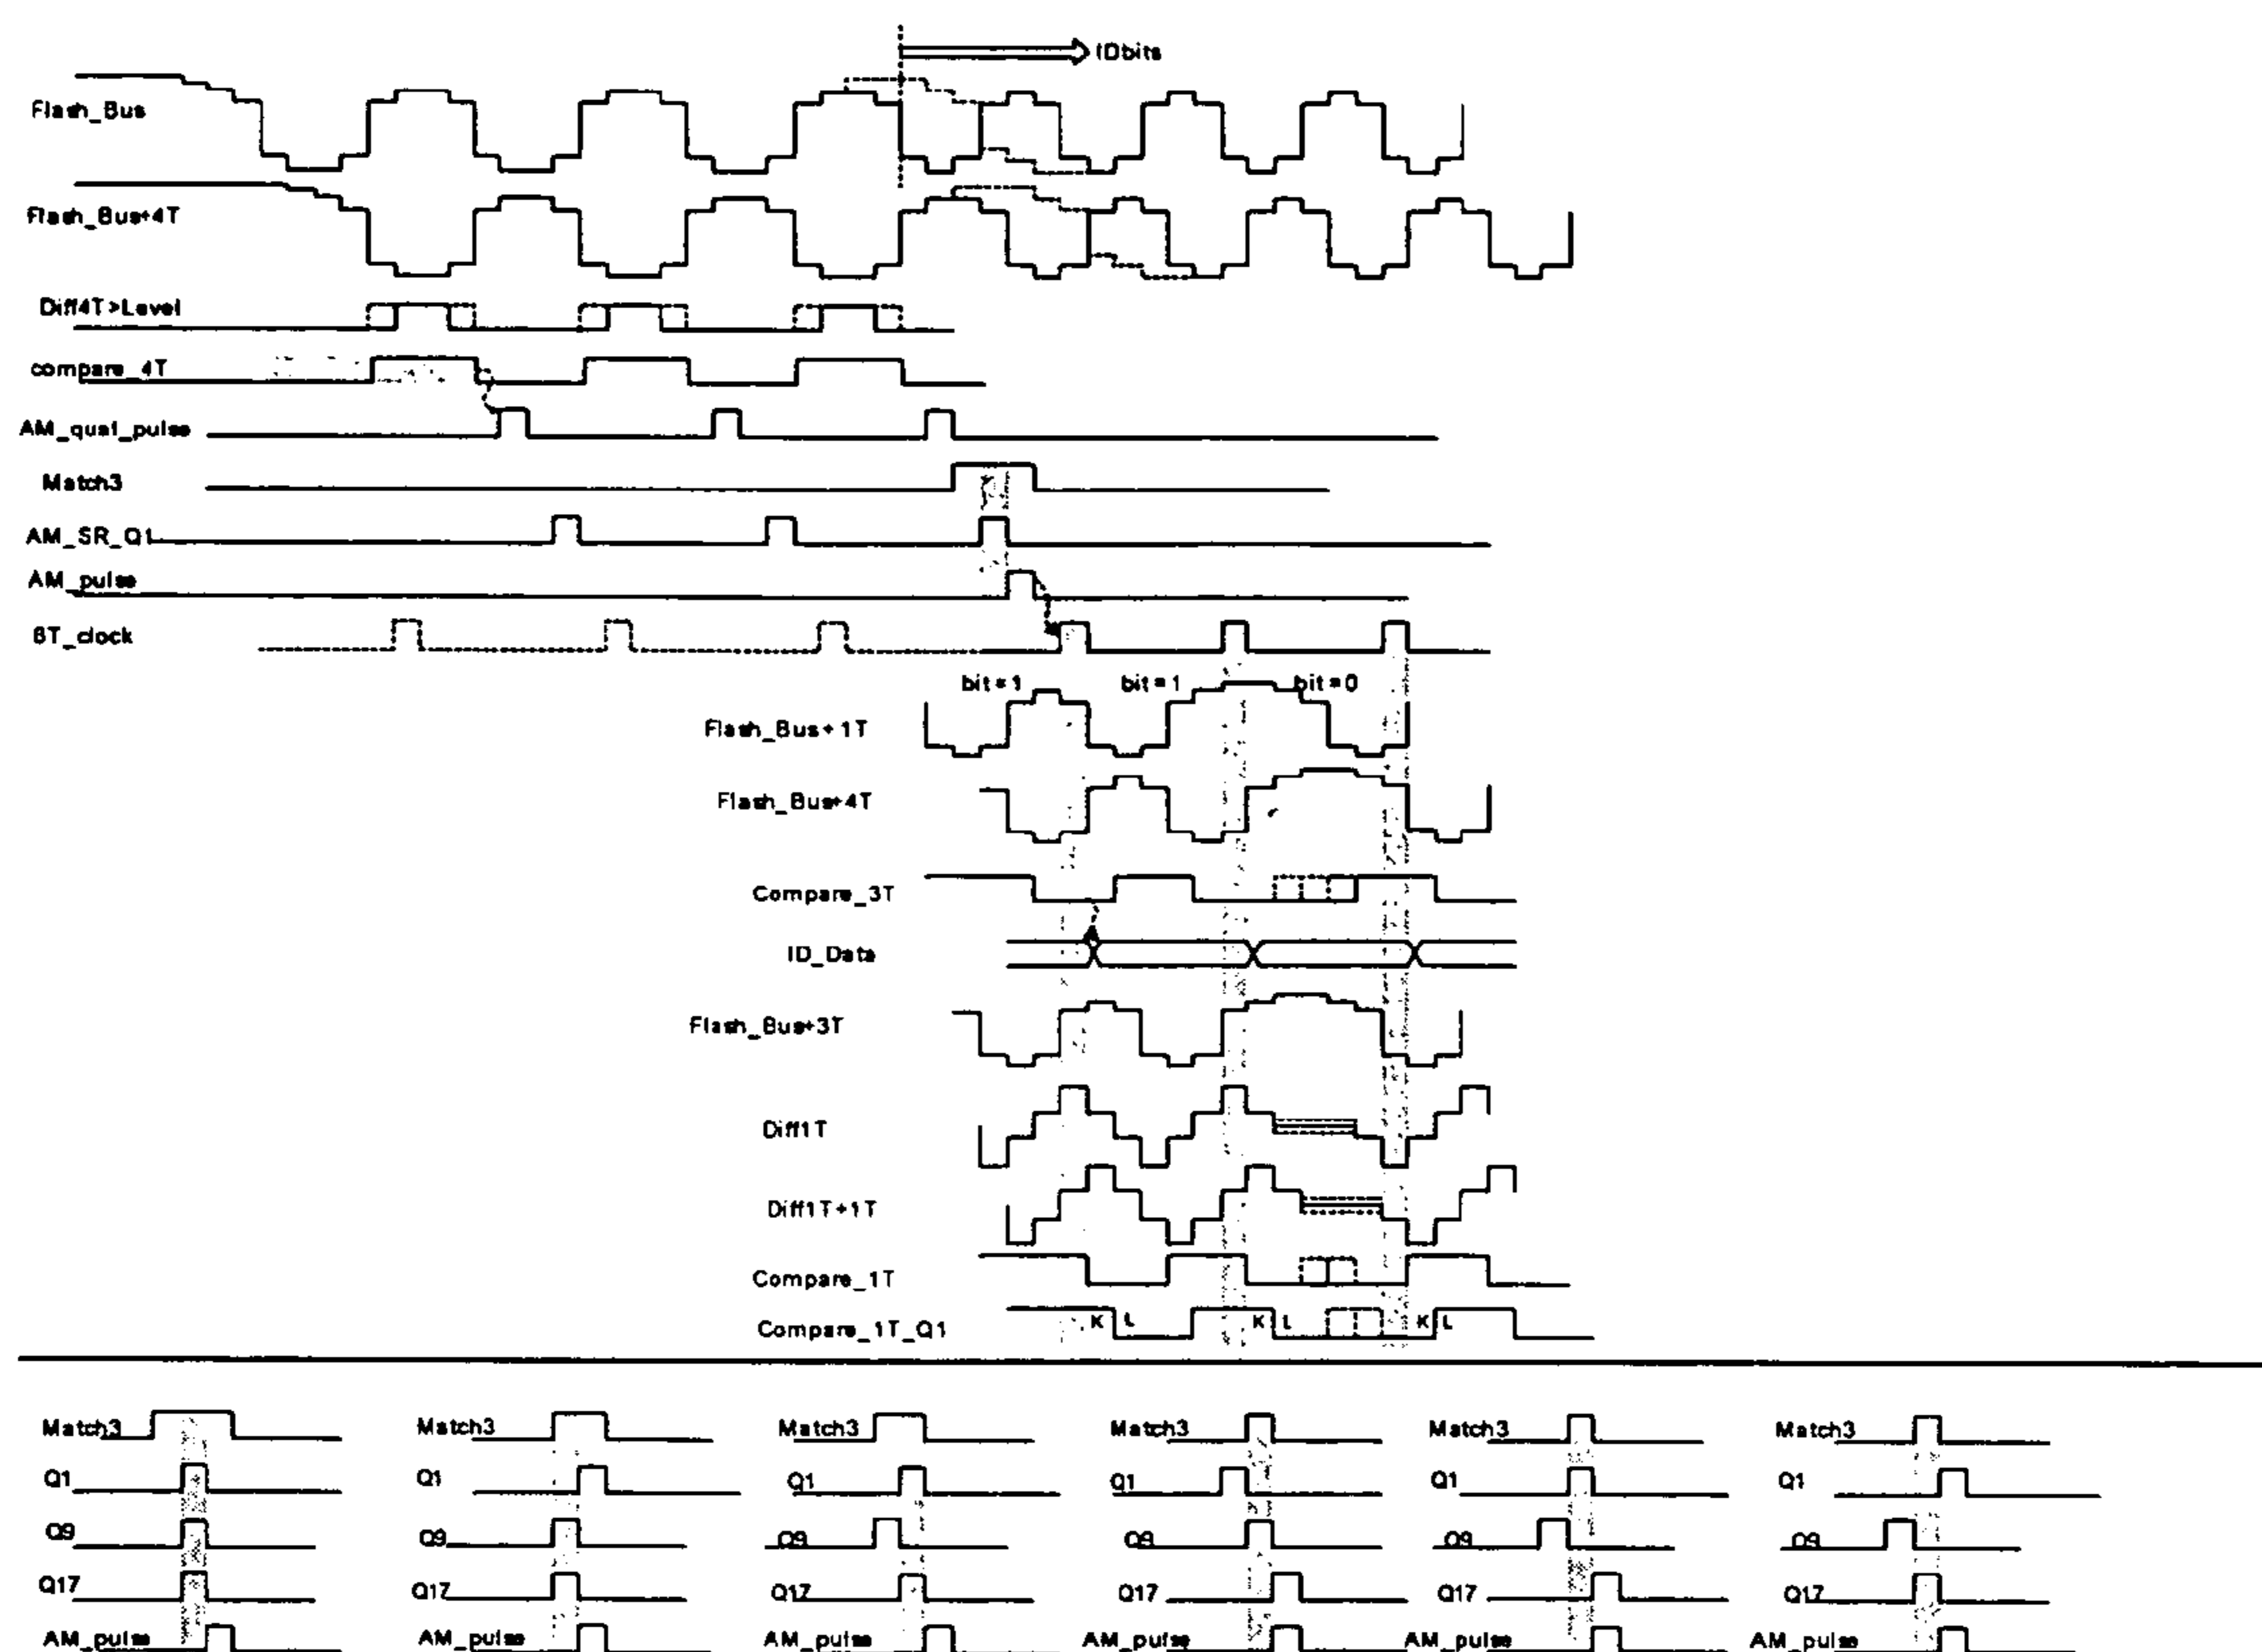 IDbits
Flash_Bus
Flash_Bus+4T
Diff4T>Level
compare_4T
AM_qual_pulse
Match3
AM_SR_Q1
AM_pulse
8T_clock
bit=1 bit=1 bit=0
Flash_Bus+1T
Flash_Bus+4T
Compare_3T
ID_Data
Flash_Bus+3T
Diff1T
Diff1T+1T
Compare_1T
Compare_1T_Q1 K L K L K L
Match3 Match3 Match3 Match3 Match3 Match3
Q1 Q1 Q1 Q1 Q1 Q1
Q9 Q9 Q9 Q9 Q9 Q9
Q17 Q17 Q17 Q17 Q17 Q17
AM_pulse AM_pulse AM_pulse AM_pulse AM_pulse AM_pulse